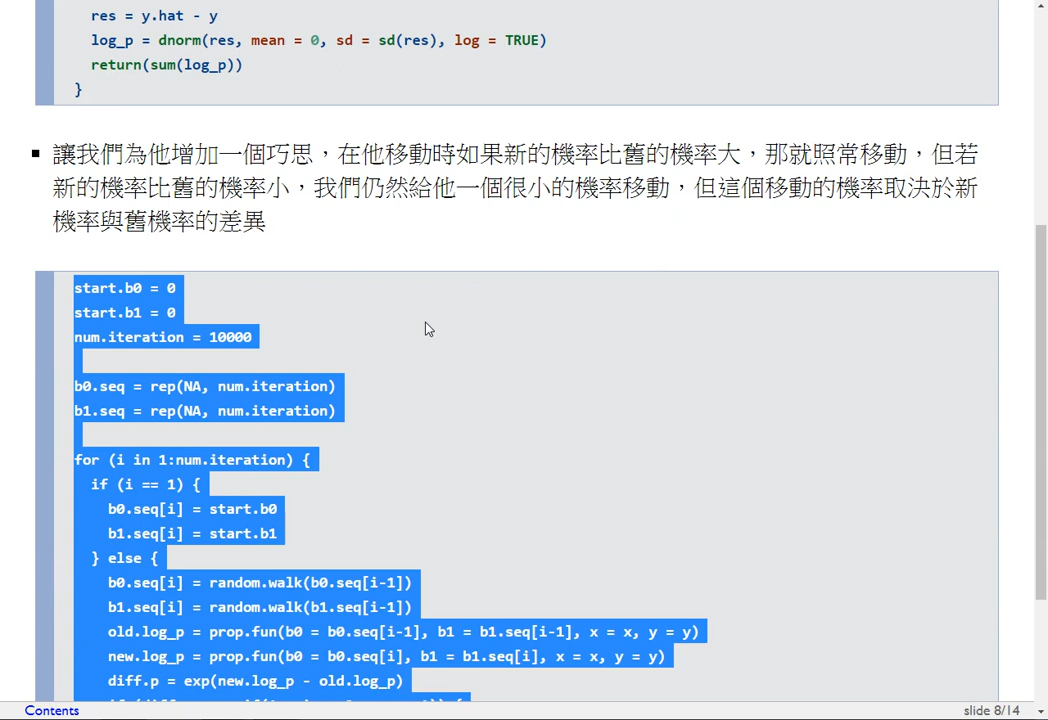 res = y.hat - y
log_p = dnorm(res, mean = 0, sd = sd(res), log = TRUE)
return(sum(log_p))
}
讓我們為他增加一個巧思，在他移動時如果新的機率比舊的機率大，那就照常移動，但若
新的機率比舊的機率小，我們仍然給他一個很小的機率移動，但這個移動的機率取決於新
機率與舊機率的差異
start.b0 = 0
start.b1 = 0
num.iteration = 10000
b0.seq = rep(NA, num.iteration)
b1.seq = rep(NA, num.iteration)
for (i in 1:num.iteration) {
if (i == 1) {
b0.seq[i] = start.b0
b1.seq[i] = start.b1
} else {
b0.seq[i] = random.walk(b0.seq[i-1])
b1.seq[i] = random.walk(b1.seq[i-1])
old.log_p = prop.fun(b0 = b0.seq[i-1], b1 = b1.seq[i-1], x = x, y = y)
new.log_p = prop.fun(b0 = b0.seq[i], b1 = b1.seq[i], x = x, y = y)
diff.p = exp(new.log_p - old.log_p)
Contents
slide 8/14